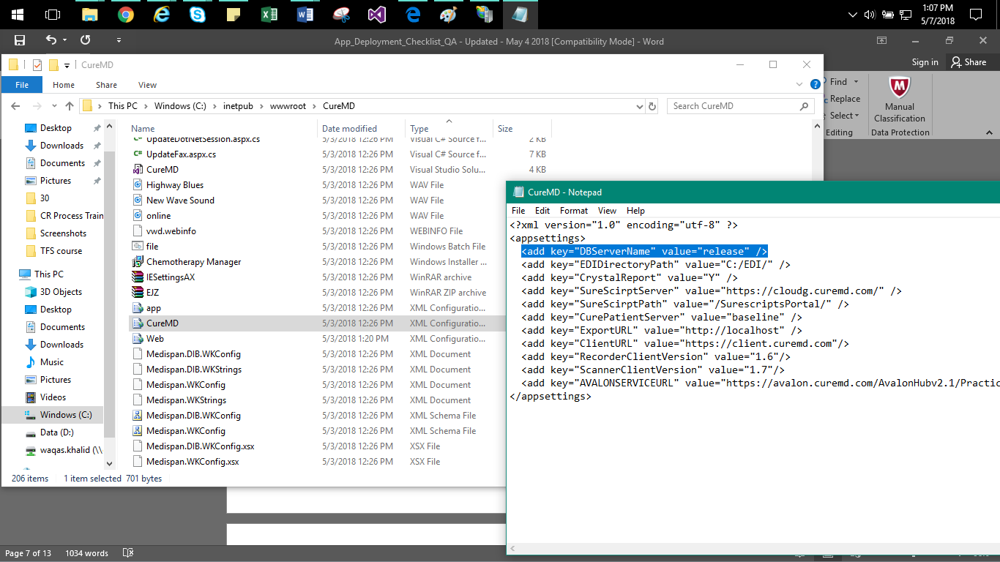 1:07 PM
5/7/2018
App_Deployment_Checklist_QA - Updated - May 4 2018 [Compatibility Mode] - Word
Sign in
Share
Find
Replace
Select
Editing
Manual
Classification
Data Protection
CureMD
File
Home
Share
View
This PC
Windows (C:)
inetpub
wwwroot
CureMD
Search CureMD
Desktop
Downloads
Documents
Pictures
30
CR Process Train
Screenshots
TFS course
This PC
3D Objects
Desktop
Documents
Downloads
Music
Pictures
Videos
Windows (C:)
Data (D:)
waqas.khalid (\\
Name Date modified Type Size
UpdateDotNetSession.aspx.cs 5/3/2018 12:26 PM Visual C# Source f... 2 KB
UpdateFax.aspx.cs 5/3/2018 12:26 PM Visual C# Source f... 7 KB
CureMD 5/3/2018 12:26 PM Visual Studio Solu... 4 KB
Highway Blues 5/3/2018 12:26 PM WAV File
New Wave Sound 5/3/2018 12:26 PM WAV File
online 5/3/2018 12:26 PM WAV File
vwd.webinfo 5/3/2018 12:26 PM WEBINFO File
file 5/3/2018 12:26 PM Windows Batch File
Chemotherapy Manager 5/3/2018 12:26 PM Windows Installer ...
IESettingsAX 5/3/2018 12:26 PM WinRAR archive
EJZ 5/3/2018 12:26 PM WinRAR ZIP archive
app 5/3/2018 12:26 PM XML Configuratio...
CureMD 5/3/2018 12:26 PM XML Configuratio...
Web 5/3/2018 1:20 PM XML Configuratio...
Medispan.DIB.WKConfig 5/3/2018 12:26 PM XML Document
Medispan.DIB.WKStrings 5/3/2018 12:26 PM XML Document
Medispan.WKConfig 5/3/2018 12:26 PM XML Document
Medispan.WKStrings 5/3/2018 12:26 PM XML Document
Medispan.DIB.WKConfig 5/3/2018 12:26 PM XML Schema File
Medispan.WKConfig 5/3/2018 12:26 PM XML Schema File
Medispan.DIB.WKConfig.xsx 5/3/2018 12:26 PM XSX File
Medispan.WKConfig.xsx 5/3/2018 12:26 PM XSX File
206 items 1 item selected 701 bytes
CureMD - Notepad
File Edit Format View Help
<?xml version="1.0" encoding="utf-8" ?>
<appsettings>
<add key="DBServerName" value="release" />
<add key="EDIDirectoryPath" value="C:/EDI/" />
<add key="CrystalReport" value="Y" />
<add key="SureScirptServer" value="https://cloudg.curemd.com/" />
<add key="SureScirptPath" value="/SurescriptsPortal/" />
<add key="CurePatientServer" value="baseline" />
<add key="ExportURL" value="http://localhost" />
<add key="ClientURL" value="https://client.curemd.com"/>
<add key="RecorderClientVersion" value="1.6"/>
<add key="ScannerClientVersion" value="1.7"/>
<add key="AVALONSERVICEURL" value="https://avalon.curemd.com/AvalonHubv2.1/Practic
</appsettings>
Page 7 of 13 1034 words